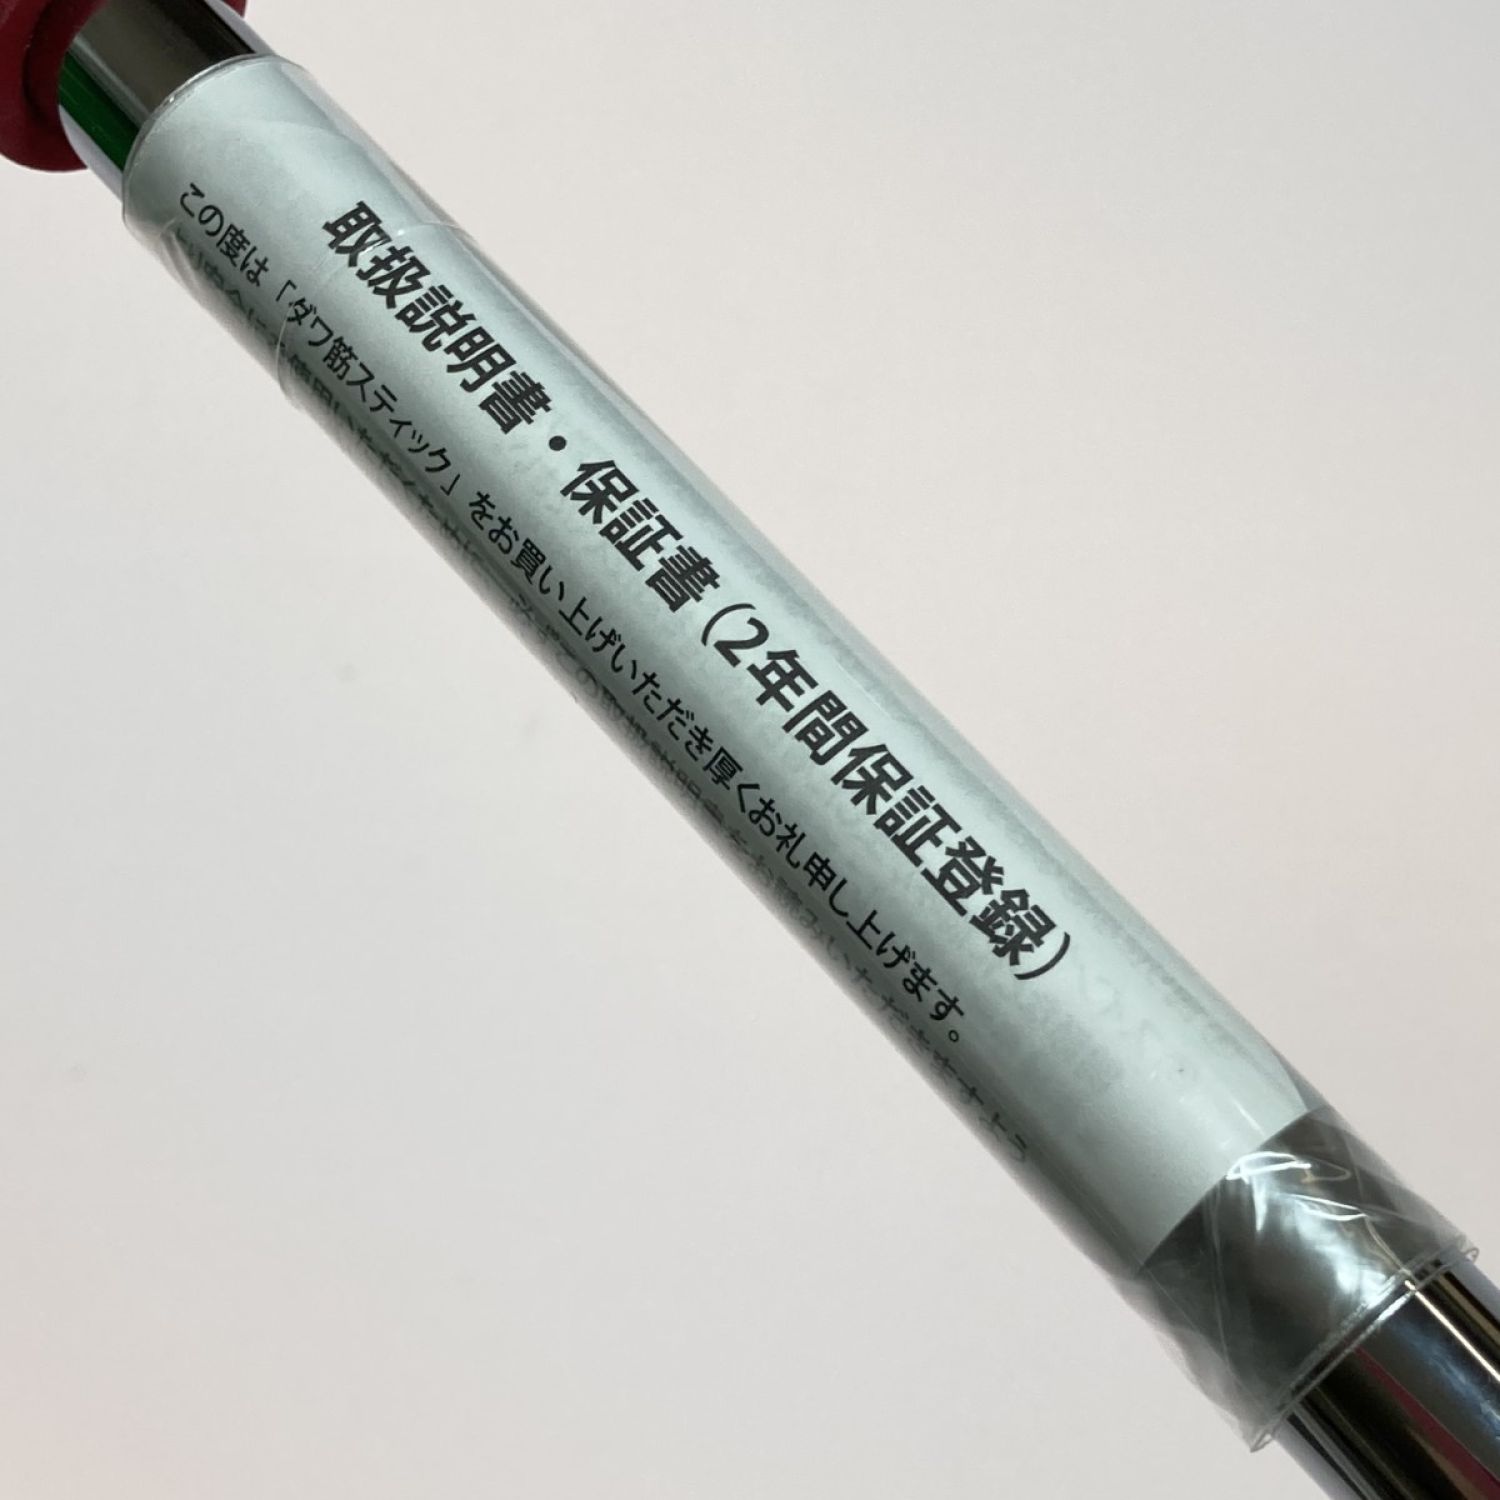 取扱説明書・保証書(2年間保証登録)
この度は「ダワ筋スティック」をお買い上げいただき厚くお礼申し上げます。